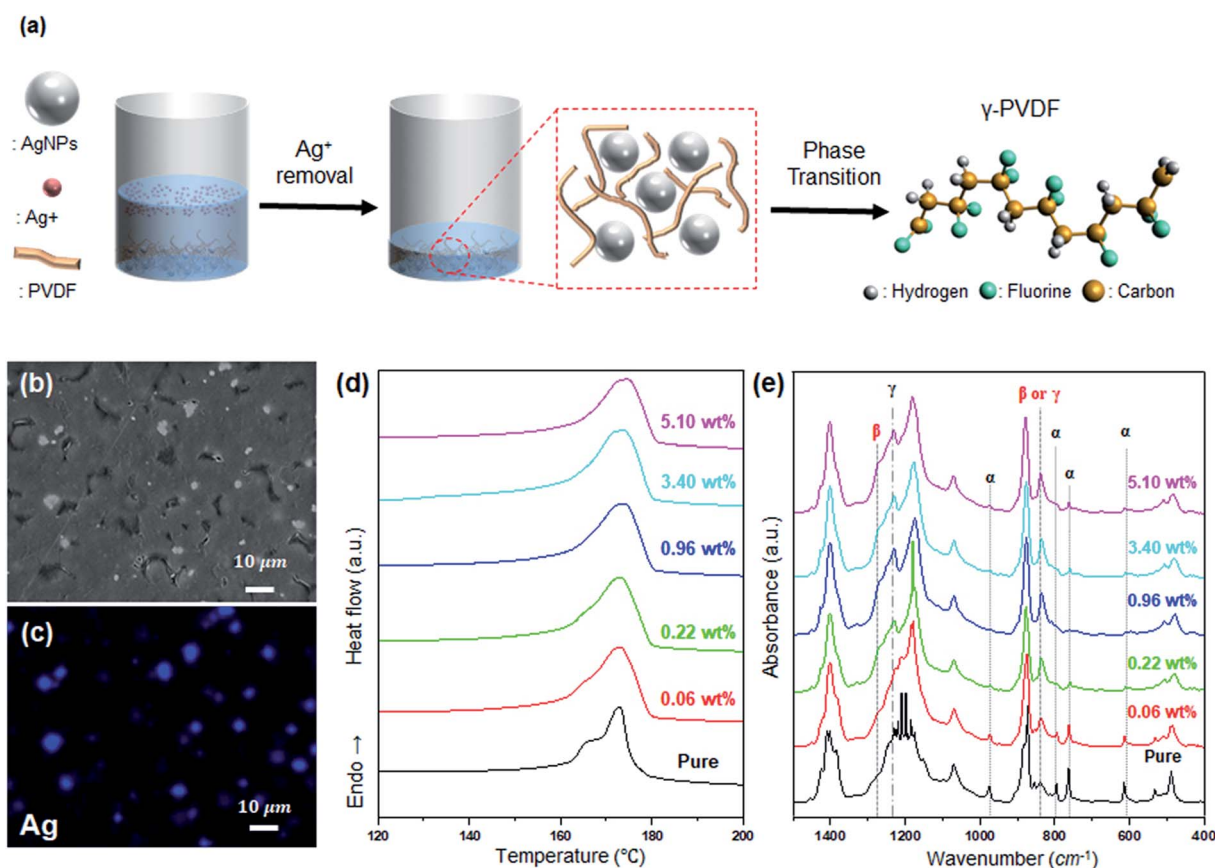 (a)
: AgNPs
: Ag+
: PVDF
Ag+
removal
Phase
Transition
γ-PVDF
: Hydrogen
: Fluorine
: Carbon
(b)
10 μm
(c)
Ag
10 μm
(d)
5.10 wt%
3.40 wt%
0.96 wt%
0.22 wt%
0.06 wt%
Pure
Endo → Heat flow (a.u.)
120 140 160 180 200
Temperature (℃)
(e)
β
γ
β or γ
α
α
α
α
5.10 wt%
3.40 wt%
0.96 wt%
0.22 wt%
0.06 wt%
Pure
Absorbance (a.u.)
1400 1200 1000 800 600 400
Wavenumber (cm-1)